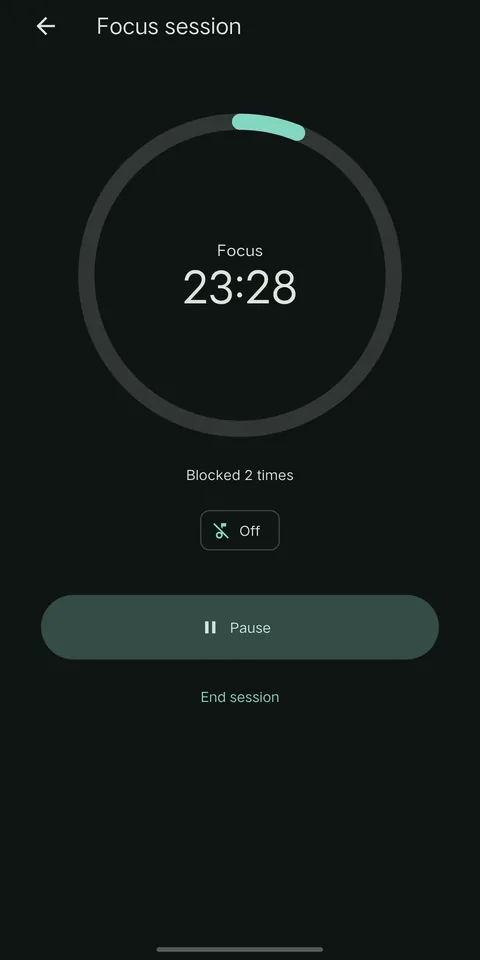 Focus session
Focus
23:28
Blocked 2 times
Off
Pause
End session